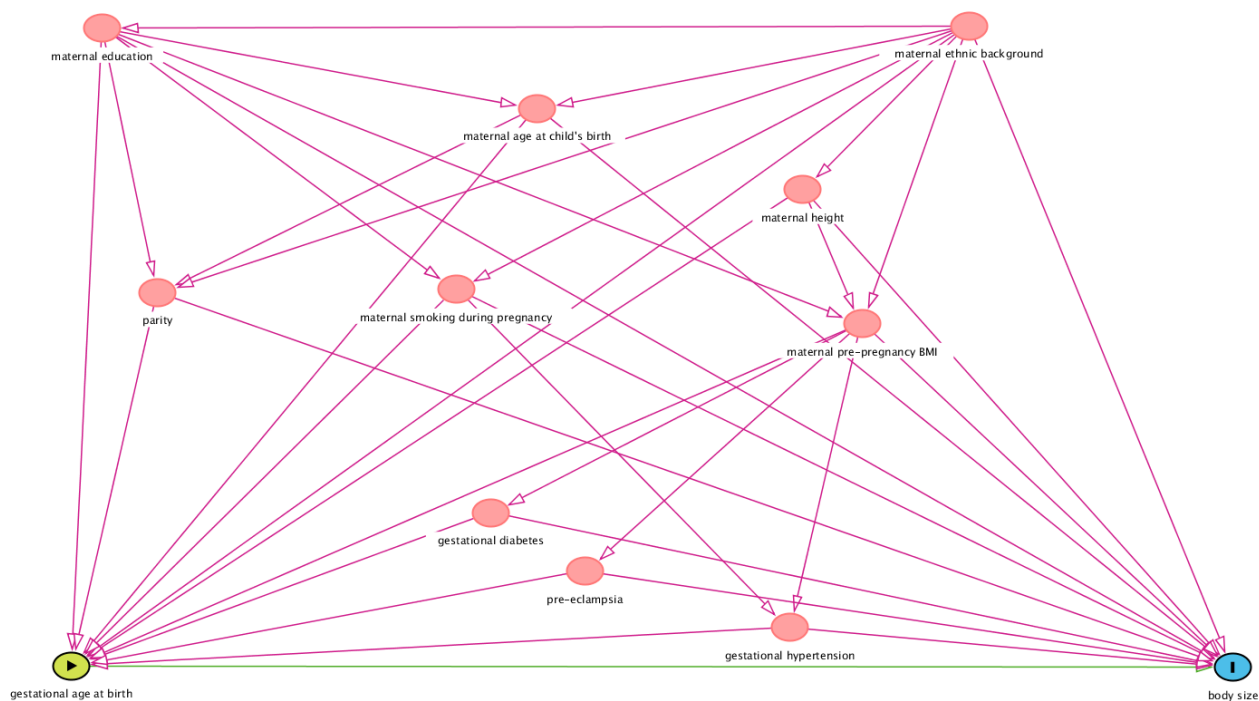 maternal education
maternal ethnic background
maternal age at child's birth
maternal height
parity
maternal smoking during pregnancy
maternal pre-pregnancy BMI
gestational diabetes
pre-eclampsia
gestational hypertension
gestational age at birth
body size